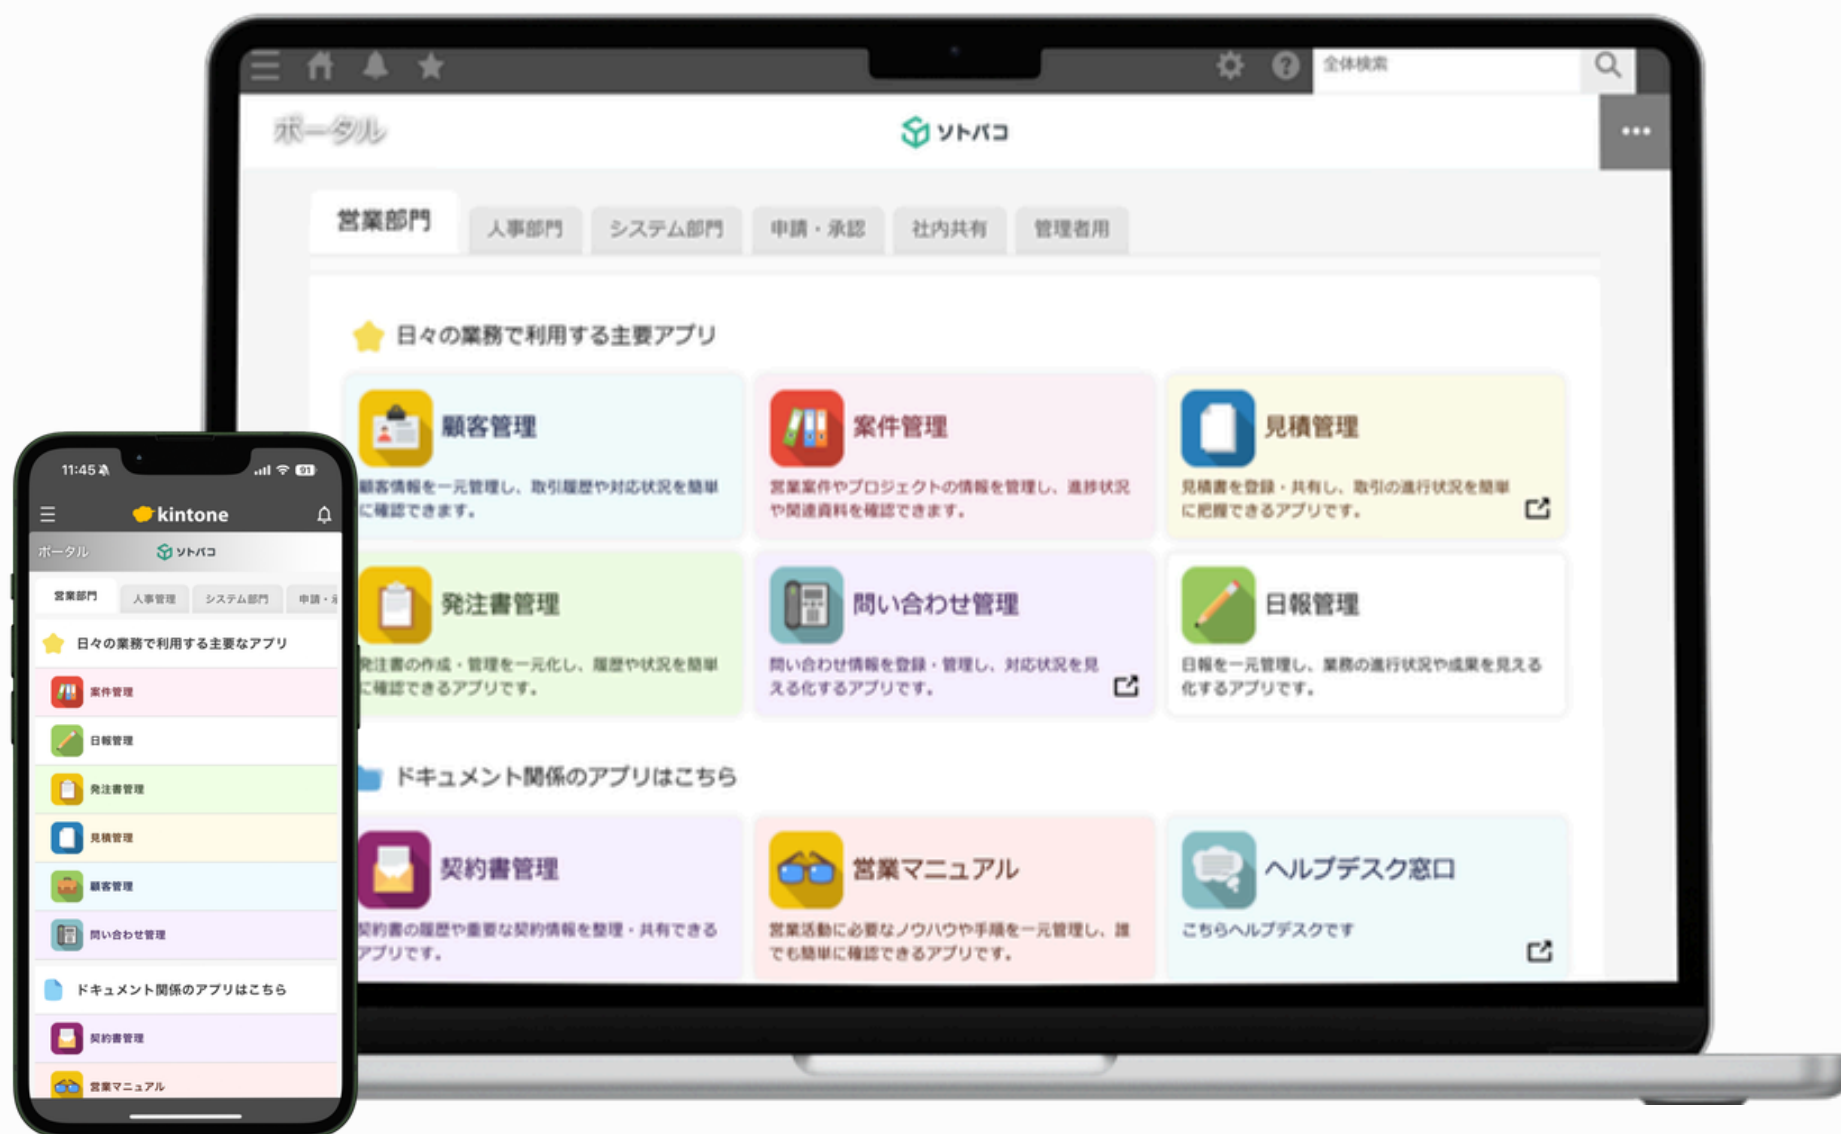 全体検索
ポータル
ソトバコ
営業部門
人事部門
システム部門
申請・承認
社内共有
管理者用
日々の業務で利用する主要アプリ
顧客管理
顧客情報を一元管理し、取引履歴や対応状況を簡単
に確認できます。
案件管理
営業案件やプロジェクトの情報を管理し、進捗状況
や関連資料を確認できます。
見積管理
見積書を登録・共有し、取引の進行状況を簡単
に把握できるアプリです。
発注書管理
発注書の作成・管理を一元化し、履歴や状況を簡単
に確認できるアプリです。
問い合わせ管理
問い合わせ情報を登録・管理し、対応状況を見
える化するアプリです。
日報管理
日報を一元管理し、業務の進行状況や成果を見える
化するアプリです。
ドキュメント関係のアプリはこちら
契約書管理
契約書の履歴や重要な契約情報を整理・共有できる
アプリです。
営業マニュアル
営業活動に必要なノウハウや手順を一元管理し、誰
でも簡単に確認できるアプリです。
ヘルプデスク窓口
こちらヘルプデスクです
11:45
91
kintone
ポータル
ソトバコ
営業部門
人事管理
システム部門
申請・
日々の業務で利用する主要なアプリ
案件管理
日報管理
発注書管理
見積管理
顧客管理
問い合わせ管理
ドキュメント関係のアプリはこちら
契約書管理
営業マニュアル